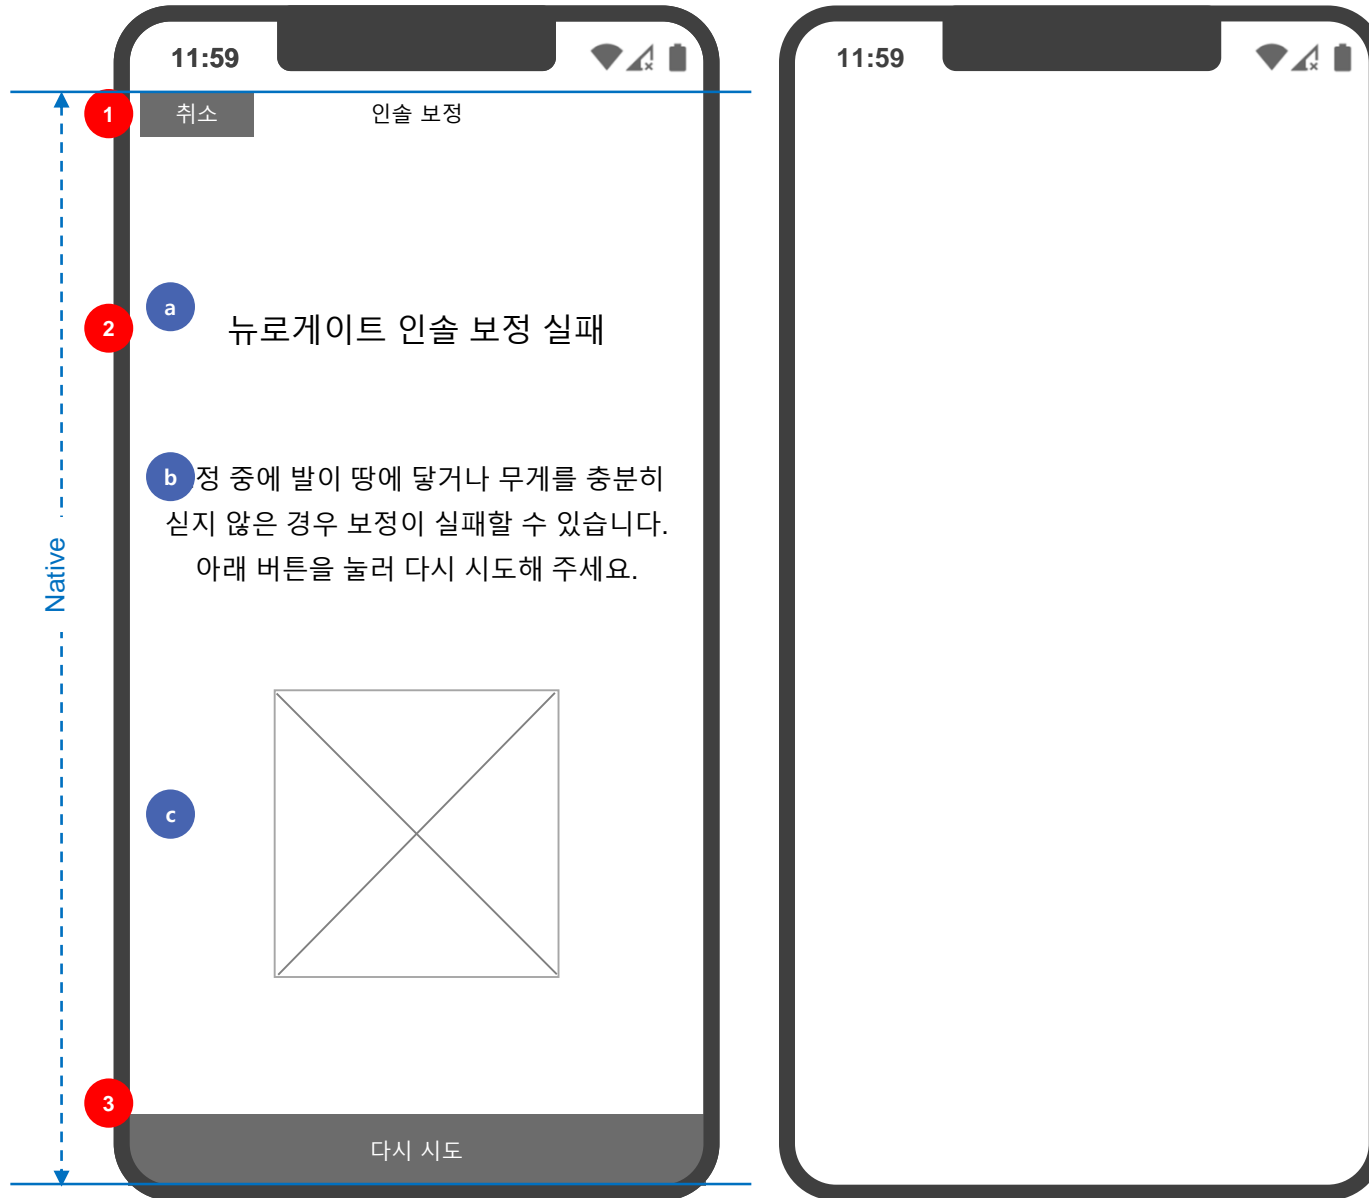 11:59
1
취소
인솔 보정
a
2
뉴로게이트 인솔 보정 실패
b
정 중에 발이 땅에 닿거나 무게를 충분히
싣지 않은 경우 보정이 실패할 수 있습니다.
아래 버튼을 눌러 다시 시도해 주세요.
Native
c
3
다시 시도
11:59